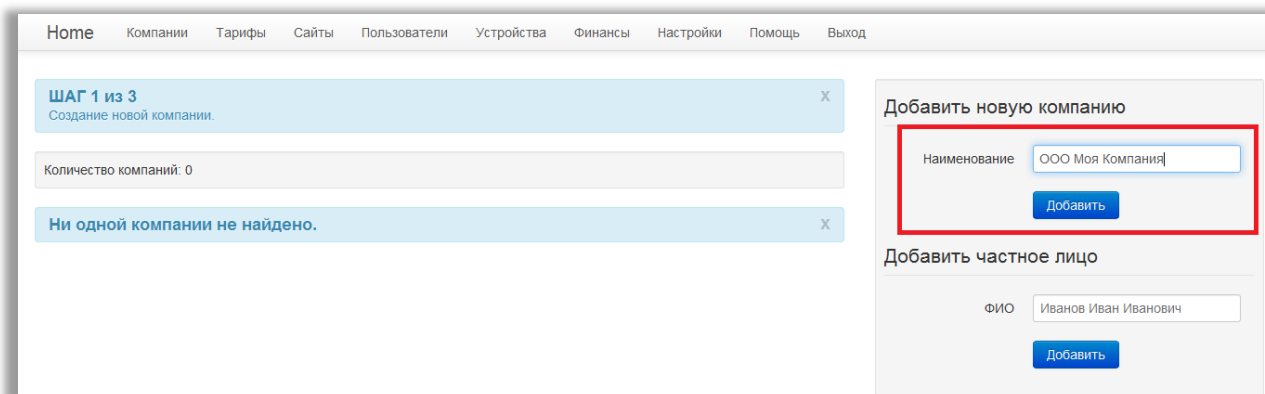 Home Компании Тарифы Сайты Пользователи Устройства Финансы Настройки Помощь Выход
ШАГ 1 из 3 X
Создание новой компании.
Количество компаний: 0
Ни одной компании не найдено. X
Добавить новую компанию
Наименование ООО Моя Компания
Добавить
Добавить частное лицо
ФИО Иванов Иван Иванович
Добавить